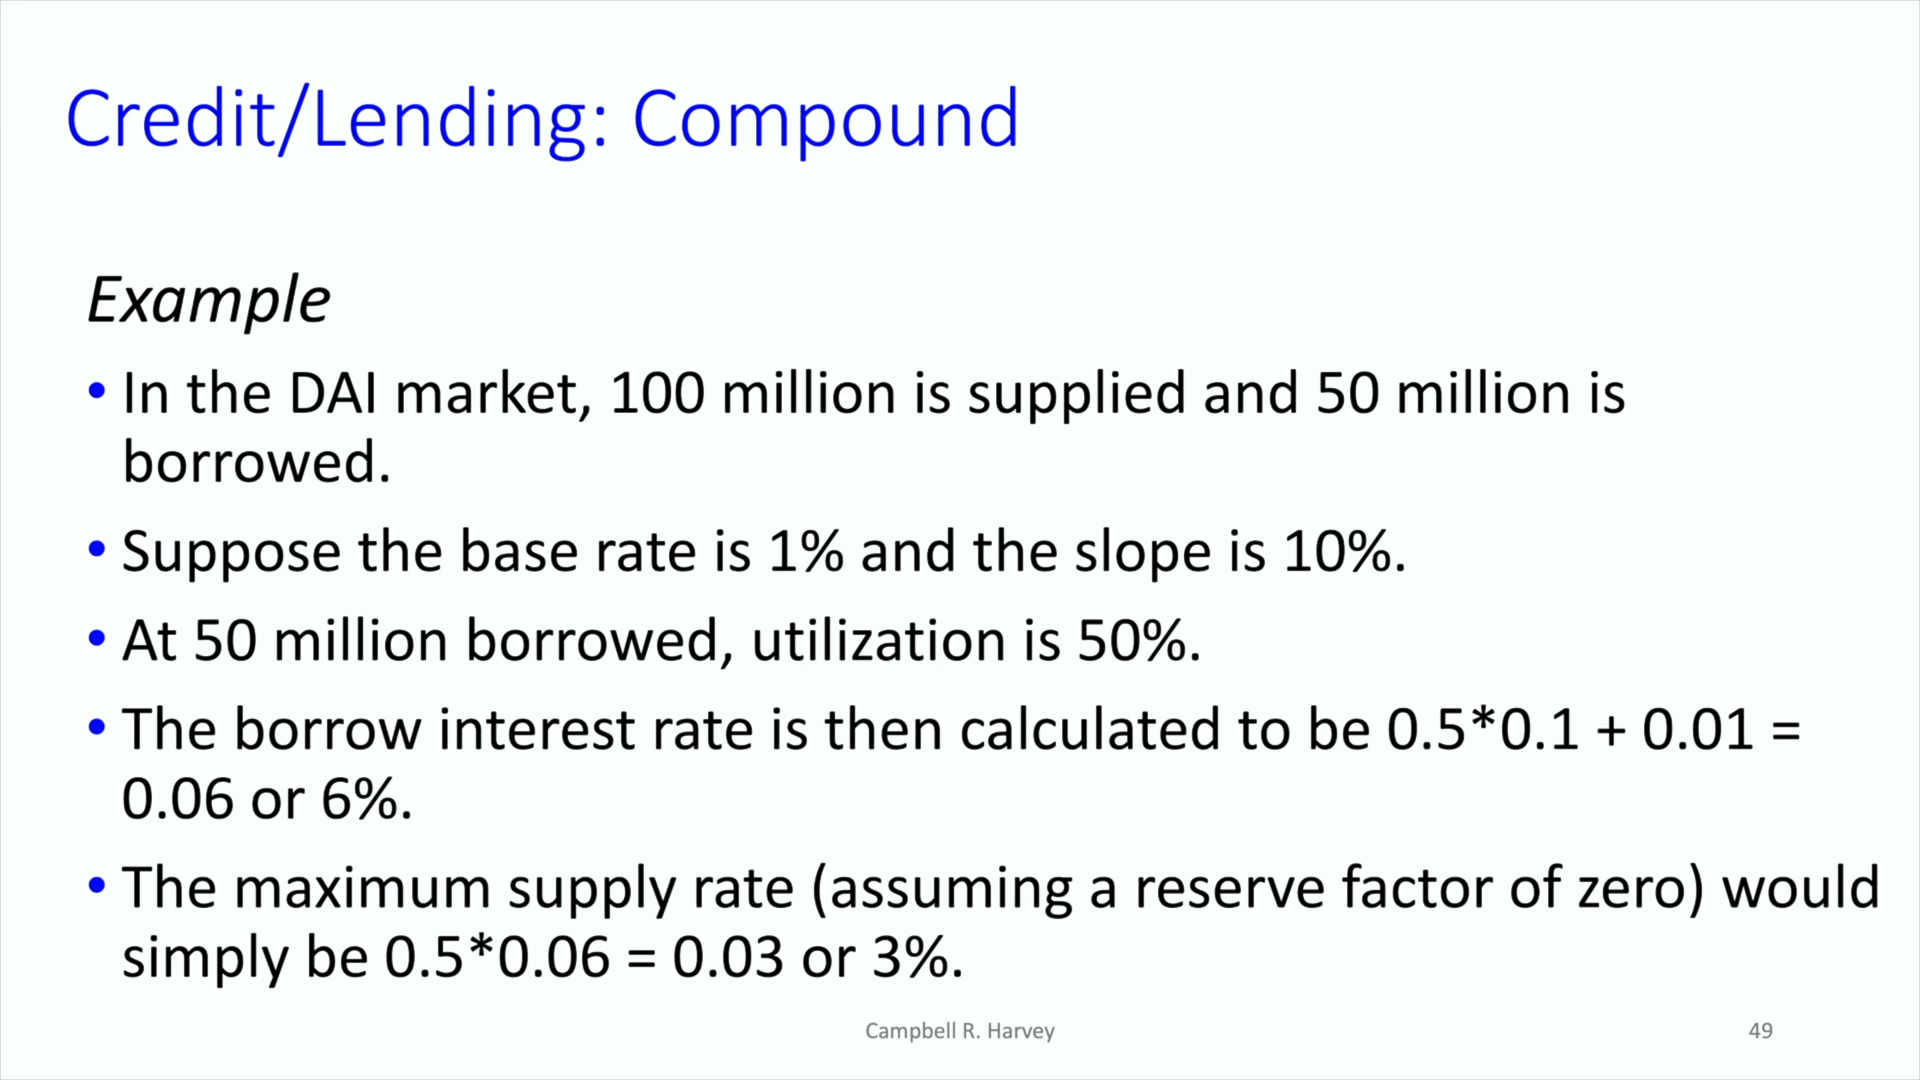 Credit/Lending: Compound
Example
• In the DAI market, 100 million is supplied and 50 million is
borrowed.
• Suppose the base rate is 1% and the slope is 10%.
• At 50 million borrowed, utilization is 50%.
• The borrow interest rate is then calculated to be 0.5*0.1 + 0.01 =
0.06 or 6%.
• The maximum supply rate (assuming a reserve factor of zero) would
simply be 0.5*0.06 = 0.03 or 3%.
Campbell R. Harvey
49